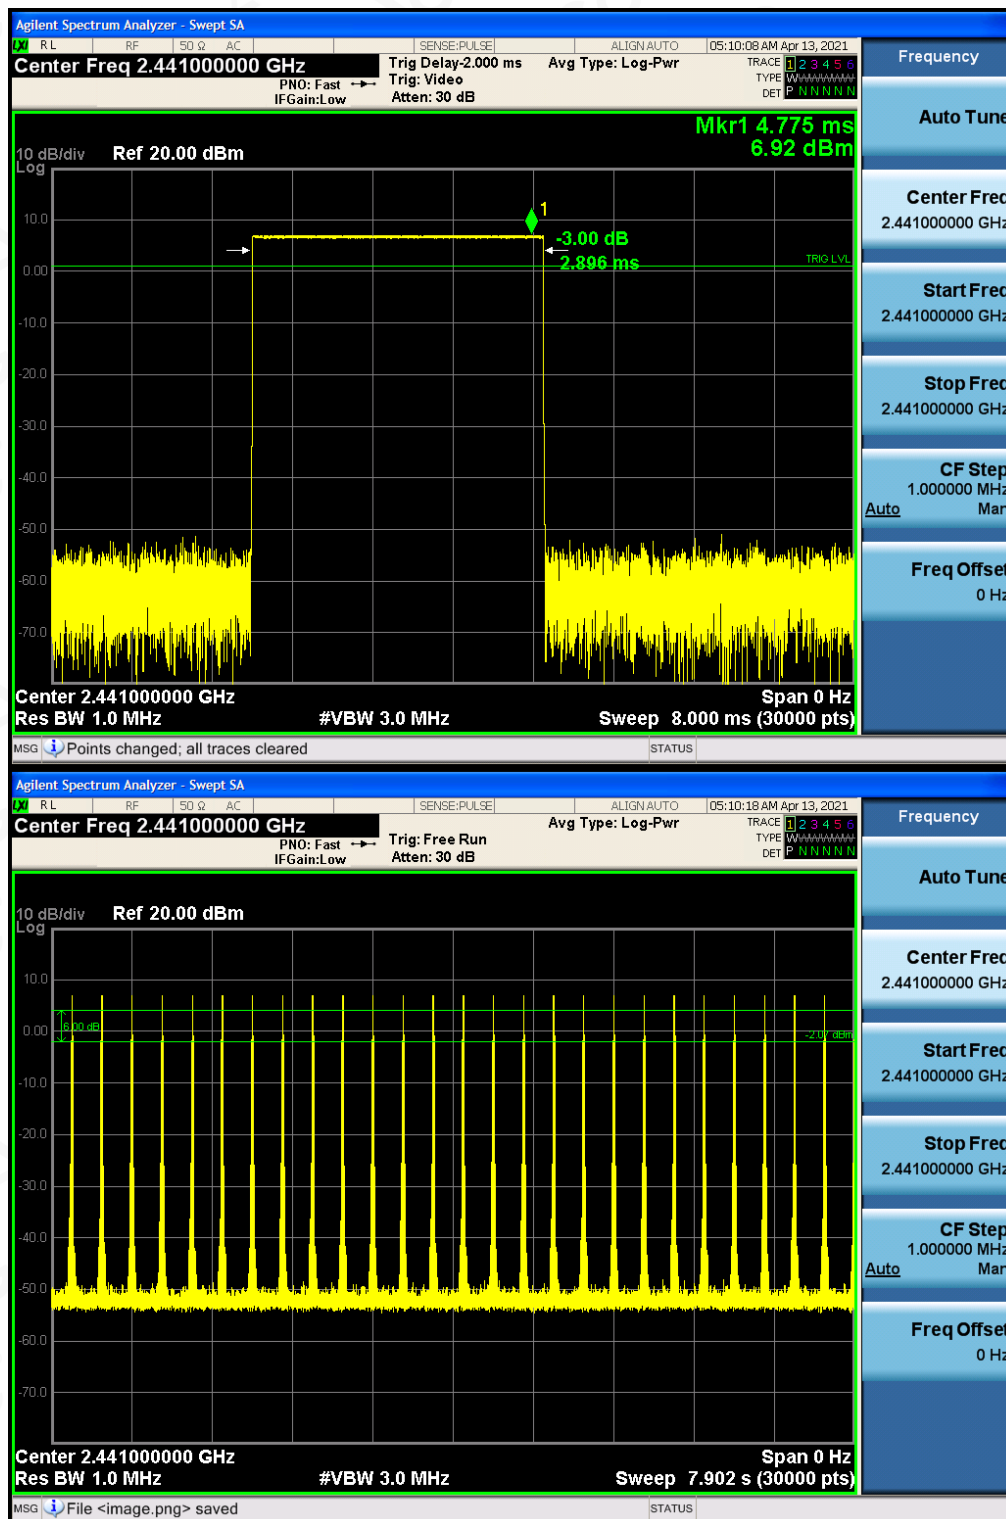 Agilent Spectrum Analyzer - Swept SA
LXI RL RF 50 Ω AC SENSE:PULSE ALIGN AUTO 05:10:08 AM Apr 13, 2021
Center Freq 2.441000000 GHz
PNO: Fast
IFGain:Low
Trig Delay-2.000 ms
Trig: Video
Atten: 30 dB
Avg Type: Log-Pwr
TRACE 1 2 3 4 5 6
TYPE WWWWWW
DET P N N N N N
Frequency
Auto Tune
Center Freq
2.441000000 GHz
Start Freq
2.441000000 GHz
Stop Freq
2.441000000 GHz
CF Step
1.000000 MHz
Auto Man
Freq Offset
0 Hz
Mkr1 4.775 ms
6.92 dBm
10 dB/div Ref 20.00 dBm
Log
1
-3.00 dB
2.896 ms
TRIG LVL
10.0
0.00
-10.0
-20.0
-30.0
-40.0
-50.0
-60.0
-70.0
Center 2.441000000 GHz Span 0 Hz
Res BW 1.0 MHz #VBW 3.0 MHz Sweep 8.000 ms (30000 pts)
MSG Points changed; all traces cleared STATUS
Agilent Spectrum Analyzer - Swept SA
LXI RL RF 50 Ω AC SENSE:PULSE ALIGN AUTO 05:10:18 AM Apr 13, 2021
Center Freq 2.441000000 GHz
PNO: Fast
IFGain:Low
Trig: Free Run
Atten: 30 dB
Avg Type: Log-Pwr
TRACE 1 2 3 4 5 6
TYPE WWWWWW
DET P N N N N N
Frequency
Auto Tune
Center Freq
2.441000000 GHz
Start Freq
2.441000000 GHz
Stop Freq
2.441000000 GHz
CF Step
1.000000 MHz
Auto Man
Freq Offset
0 Hz
10 dB/div Ref 20.00 dBm
Log
6.00 dB
-2.07 dBm
10.0
0.00
-10.0
-20.0
-30.0
-40.0
-50.0
-60.0
-70.0
Center 2.441000000 GHz Span 0 Hz
Res BW 1.0 MHz #VBW 3.0 MHz Sweep 7.902 s (30000 pts)
MSG File <image.png> saved STATUS